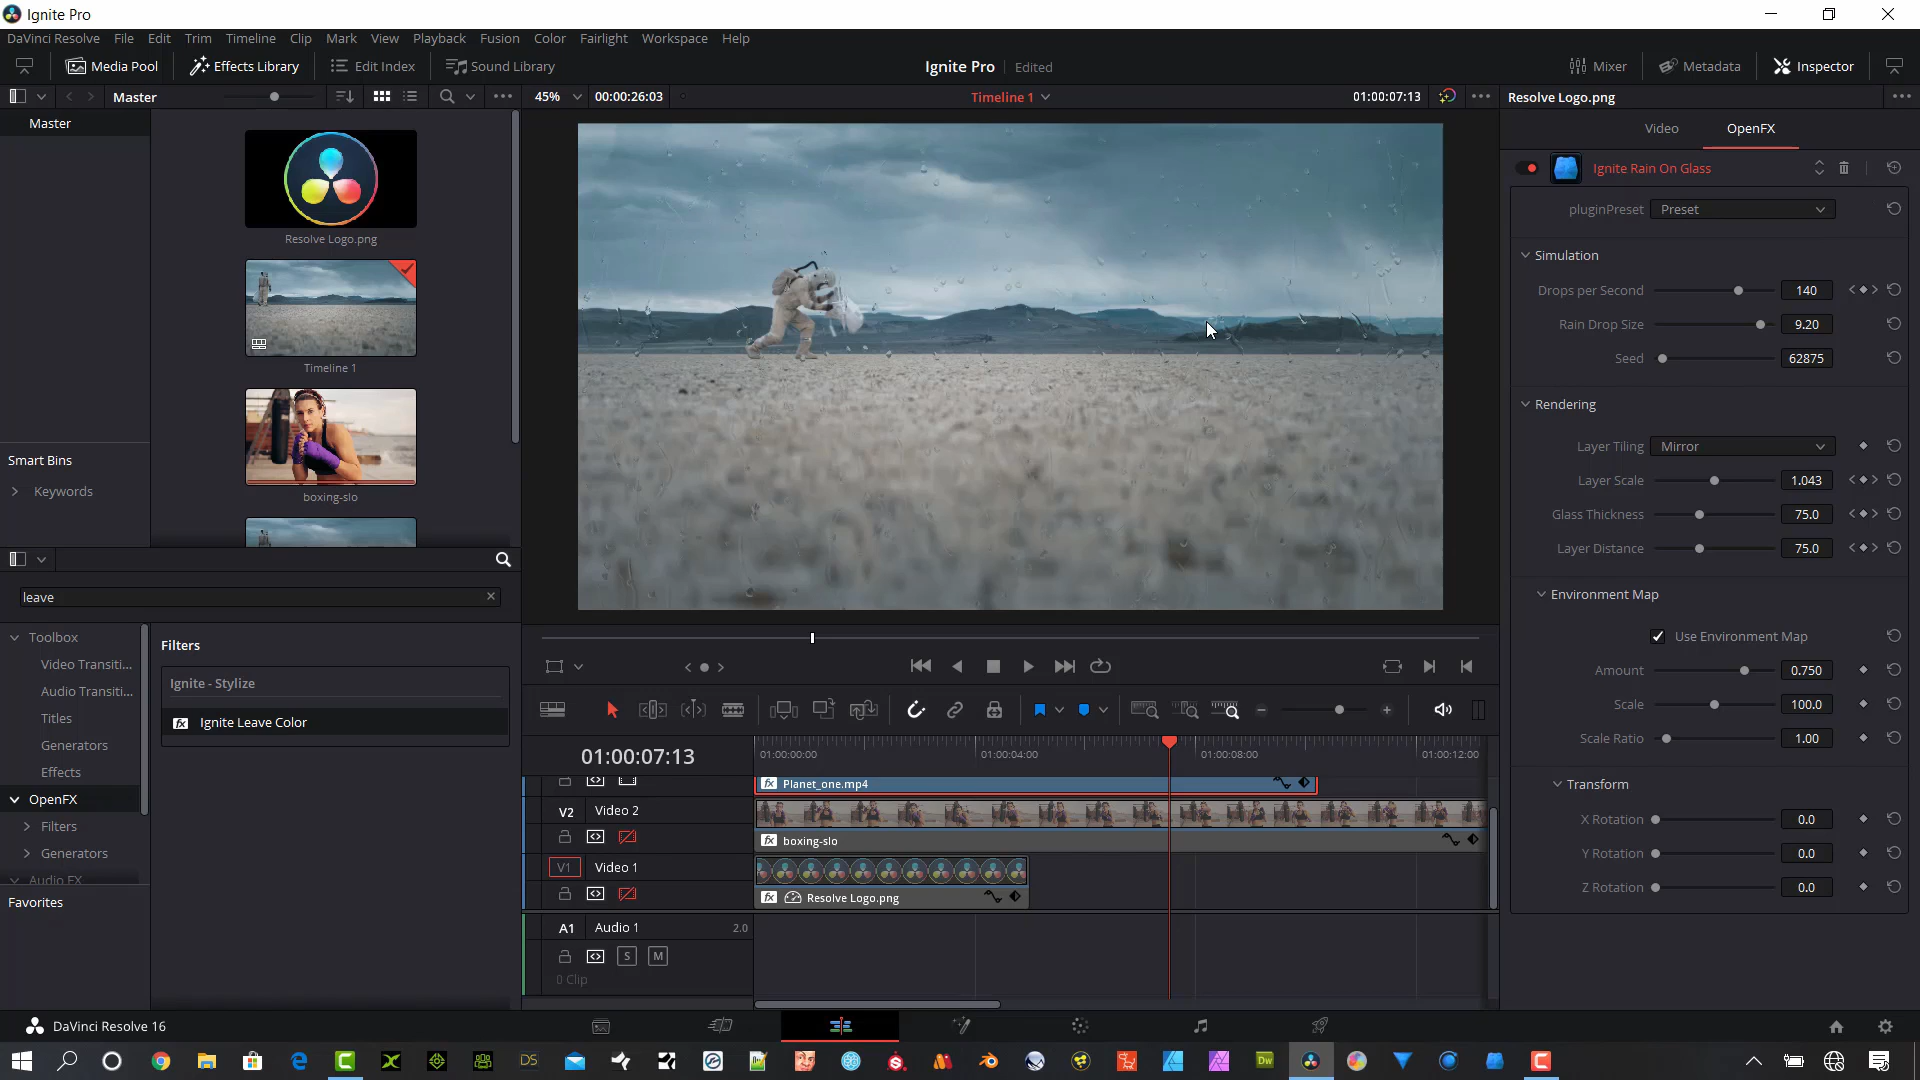 Ignite Pro
DaVinci Resolve File Edit Trim Timeline Clip Mark View Playback Fusion Color Fairlight Workspace Help
Media Pool Effects Library Edit Index Sound Library Ignite Pro Edited Mixer Metadata Inspector
Master 45% 00:00:26:03 Timeline 1 01:00:07:13 Resolve Logo.png
Master
Video OpenFX
Ignite Rain On Glass
pluginPreset Preset
Resolve Logo.png
Simulation
Drops per Second 140
Rain Drop Size 9.20
Seed 62875
Timeline 1
Rendering
Layer Tiling Mirror
Smart Bins
Layer Scale 1.043
Keywords
boxing-slo
Glass Thickness 75.0
Layer Distance 75.0
Environment Map
leave
Use Environment Map
Toolbox
Filters
Video Transiti...
Ignite - Stylize
Amount 0.750
Audio Transiti...
Scale 100.0
Titles
Ignite Leave Color
Scale Ratio 1.00
Generators
01:00:07:13
01:00:00:00 01:00:04:00 01:00:08:00 01:00:12:00
Effects
Planet_one.mp4
Transform
OpenFX
V2 Video 2
X Rotation 0.0
Filters
boxing-slo
Generators
Y Rotation 0.0
V1 Video 1
Audio FX
Z Rotation 0.0
Favorites
Resolve Logo.png
A1 Audio 1 2.0
S M
0 Clip
DaVinci Resolve 16
DS
Dw